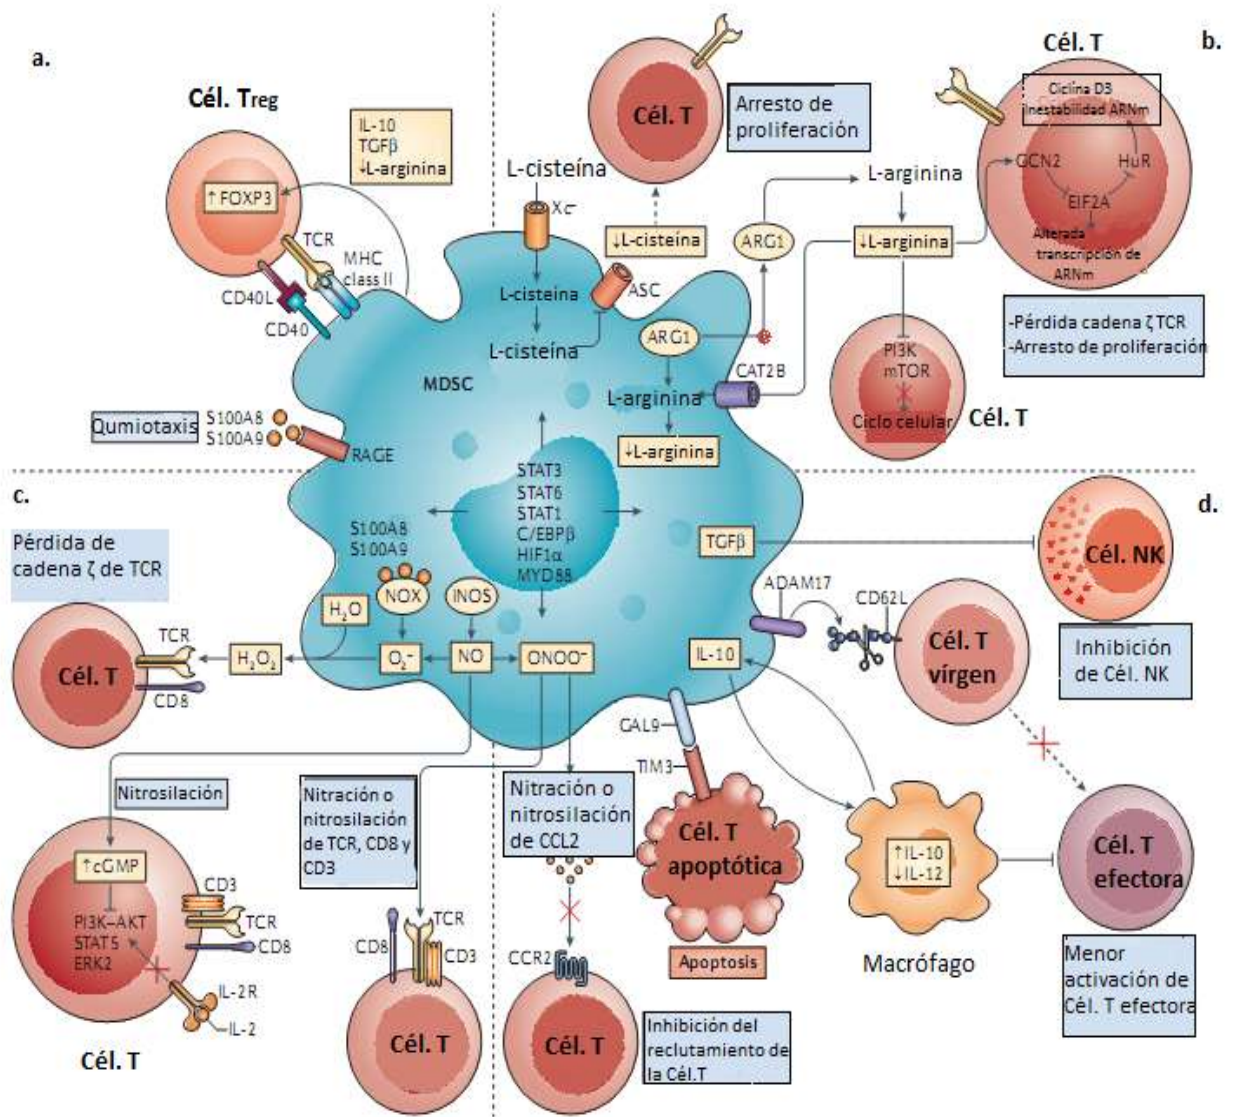 a.
Cél. Treg
IL-10
TGFβ
↓L-arginina
↑FOXP3
TCR
MHC
class II
CD40L
CD40
MDSC
Qumiotaxis
S100A8
S100A9
RAGE
b.
L-cisteína
Xc-
L-cisteína
L-cisteína
↓L-cisteína
ASC
Cél. T
Arresto de
proliferación
ARG1
ARG1
L-arginina
↓L-arginina
CAT2B
L-arginina
↓L-arginina
PI3K
mTOR
Ciclo celular
Cél. T
Cél. T
Ciclina D3
Inestabilidad ARNm
GCN2
HuR
EIF2A
Alterada
transcripción de
ARNm
-Pérdida cadena ζ TCR
-Arresto de proliferación
STAT3
STAT6
STAT1
C/EBPβ
HIF1α
MYD88
c.
Pérdida de
cadena ζ de TCR
Cél. T
TCR
CD8
H₂O₂
H₂O
S100A8
S100A9
NOX
iNOS
O₂⁻
NO
ONOO⁻
Nitrosilación
↑cGMP
PI3K–AKT
STAT5
ERK2
CD3
TCR
CD8
IL-2R
IL-2
Cél. T
Nitración o
nitrosilación
de TCR, CD8 y
CD3
CD8
TCR
CD3
Cél. T
d.
TGFβ
Cél. NK
Inhibición
de Cél. NK
ADAM17
CD62L
Cél. T
vírgen
IL-10
GAL9
TIM3
Cél. T
apoptótica
Apoptosis
Nitración o
nitrosilación
de CCL2
CCR2
Cél. T
Inhibición del
reclutamiento de
la Cél.T
↑IL-10
↓IL-12
Macrófago
Cél. T
efectora
Menor
activación de
Cél. T efectora